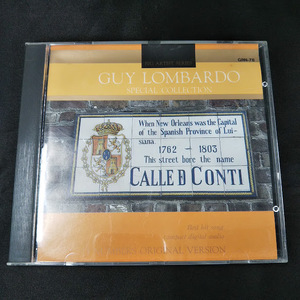 GUY LOMBARDO
SPECIAL COLLECTION
When New Orleans was the Capital
of the Spanish Province of Lui-
siana
1762 - 1803
This street bore the name
CALLE D CONTI
ORIGINAL VERSION